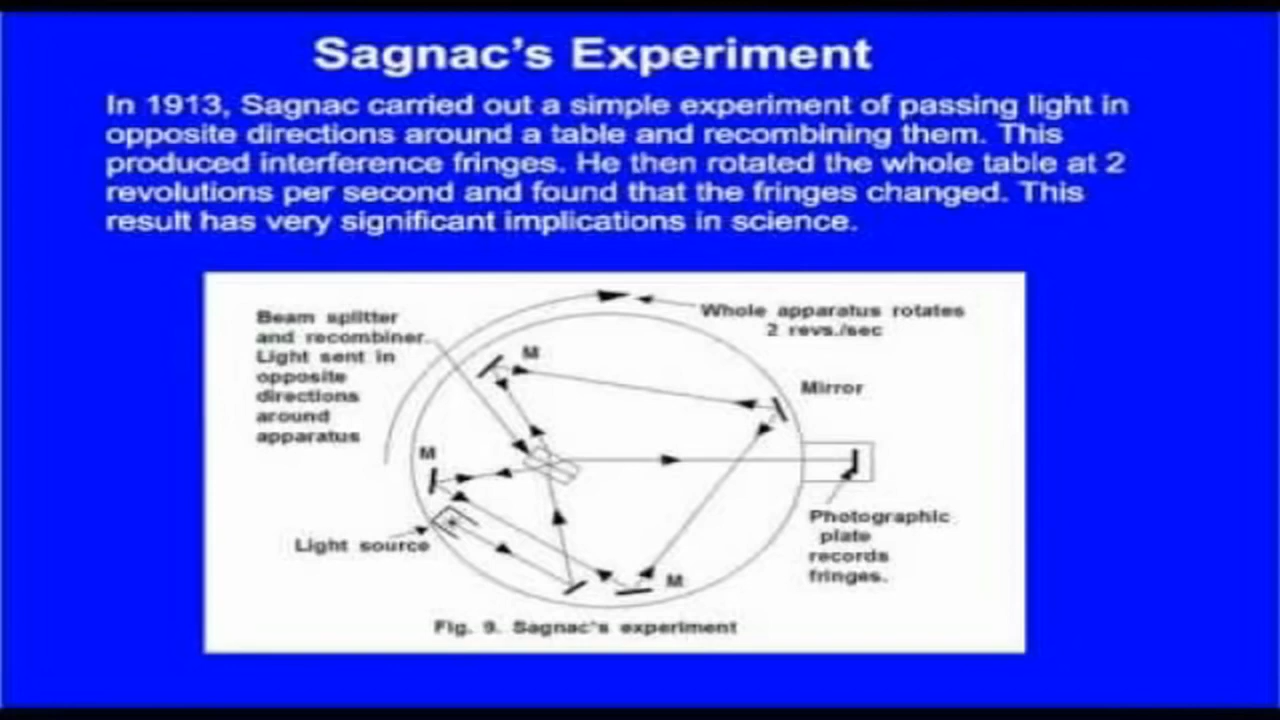 Sagnac's Experiment
In 1913, Sagnac carried out a simple experiment of passing light in
opposite directions around a table and recombining them. This
produced interference fringes. He then rotated the whole table at 2
revolutions per second and found that the fringes changed. This
result has very significant implications in science.
Beam splitter
and recombiner.
Light sent in
opposite
directions
around
apparatus
Whole apparatus rotates
2 revs./sec
M
Mirror
M
Light source
M
Photographic
plate
records
fringes.
Fig. 9. Sagnac's experiment